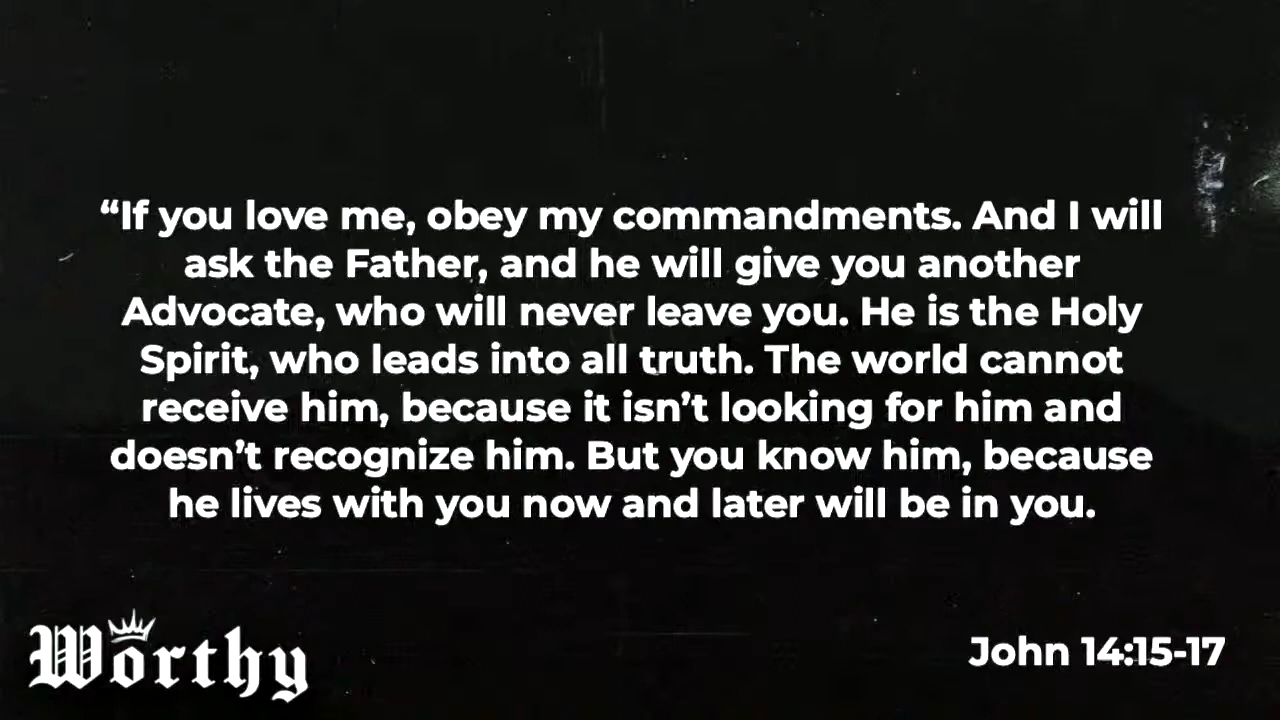 “If you love me, obey my commandments. And I will
ask the Father, and he will give you another
Advocate, who will never leave you. He is the Holy
Spirit, who leads into all truth. The world cannot
receive him, because it isn’t looking for him and
doesn’t recognize him. But you know him, because
he lives with you now and later will be in you.
Worthy
John 14:15-17